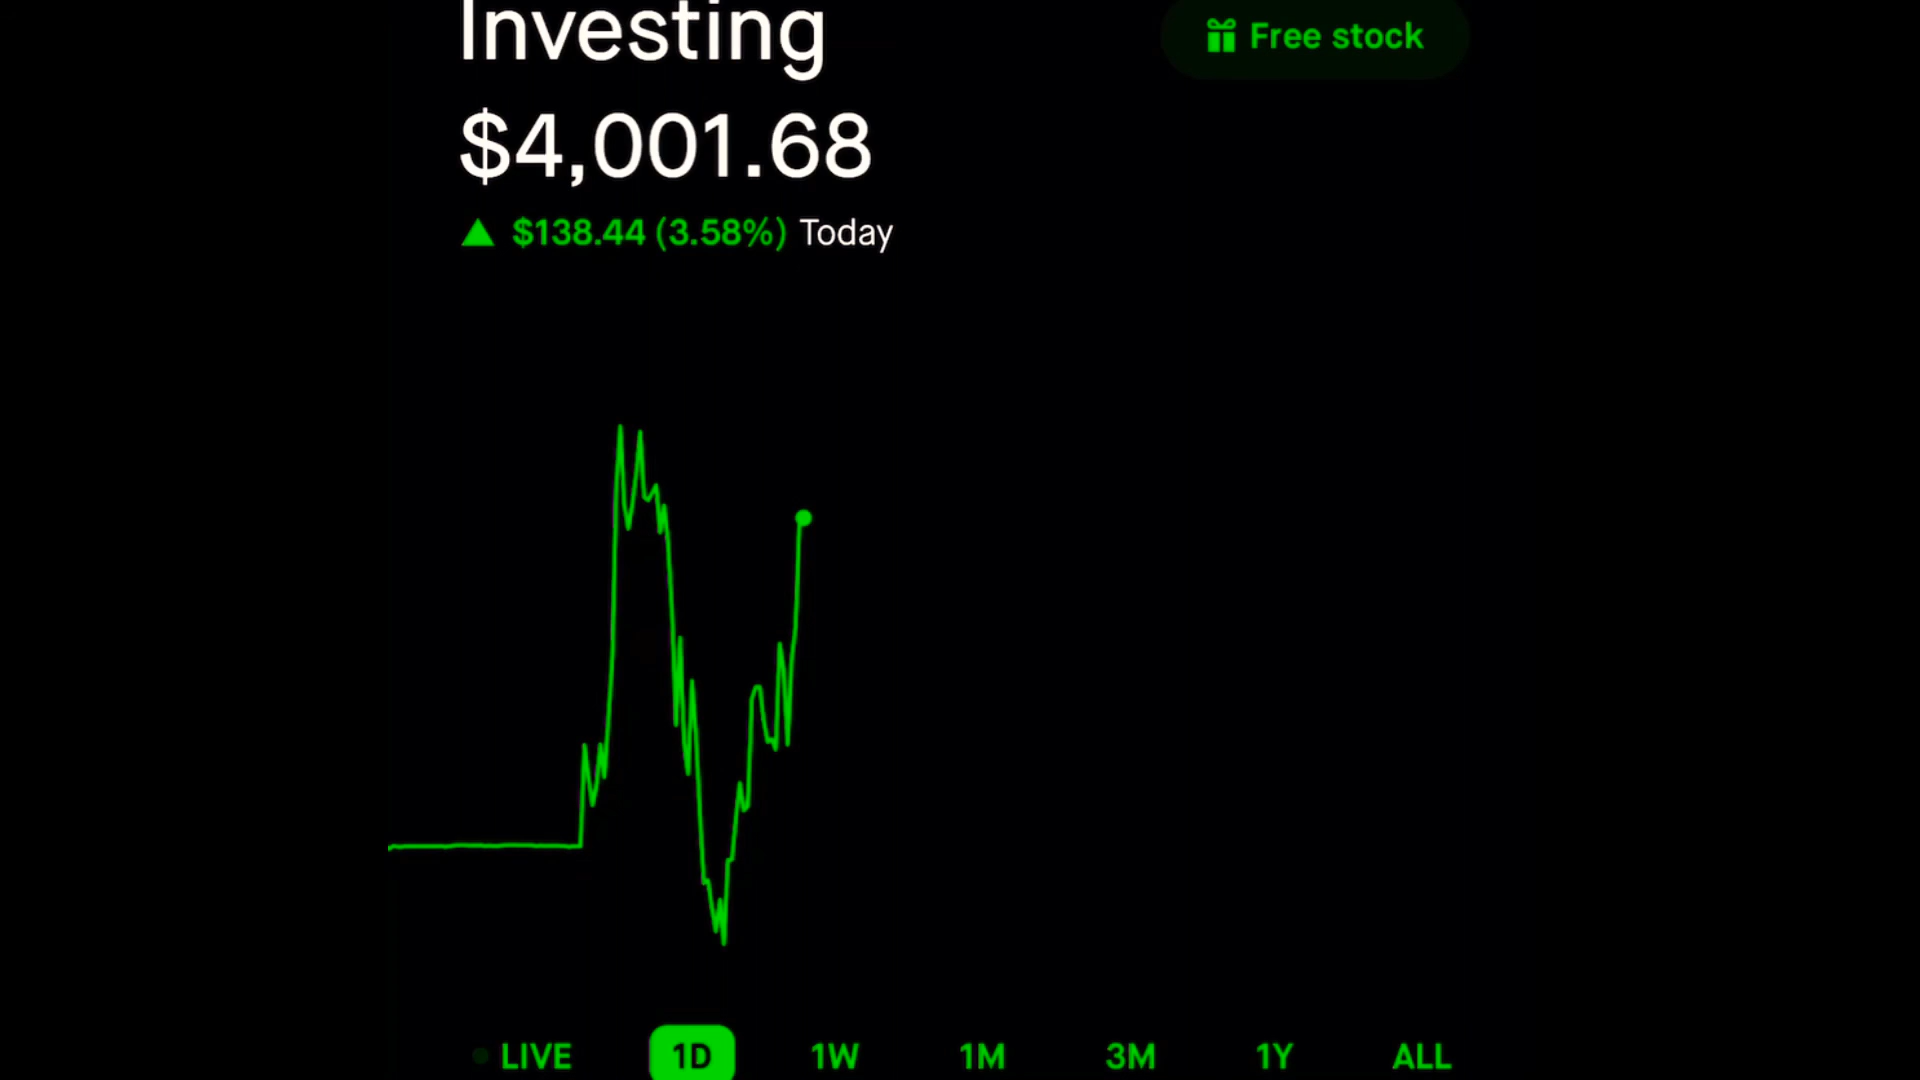 Investing
Free stock
$4,001.68
▲ $138.44 (3.58%) Today
LIVE
1D
1W
1M
3M
1Y
ALL